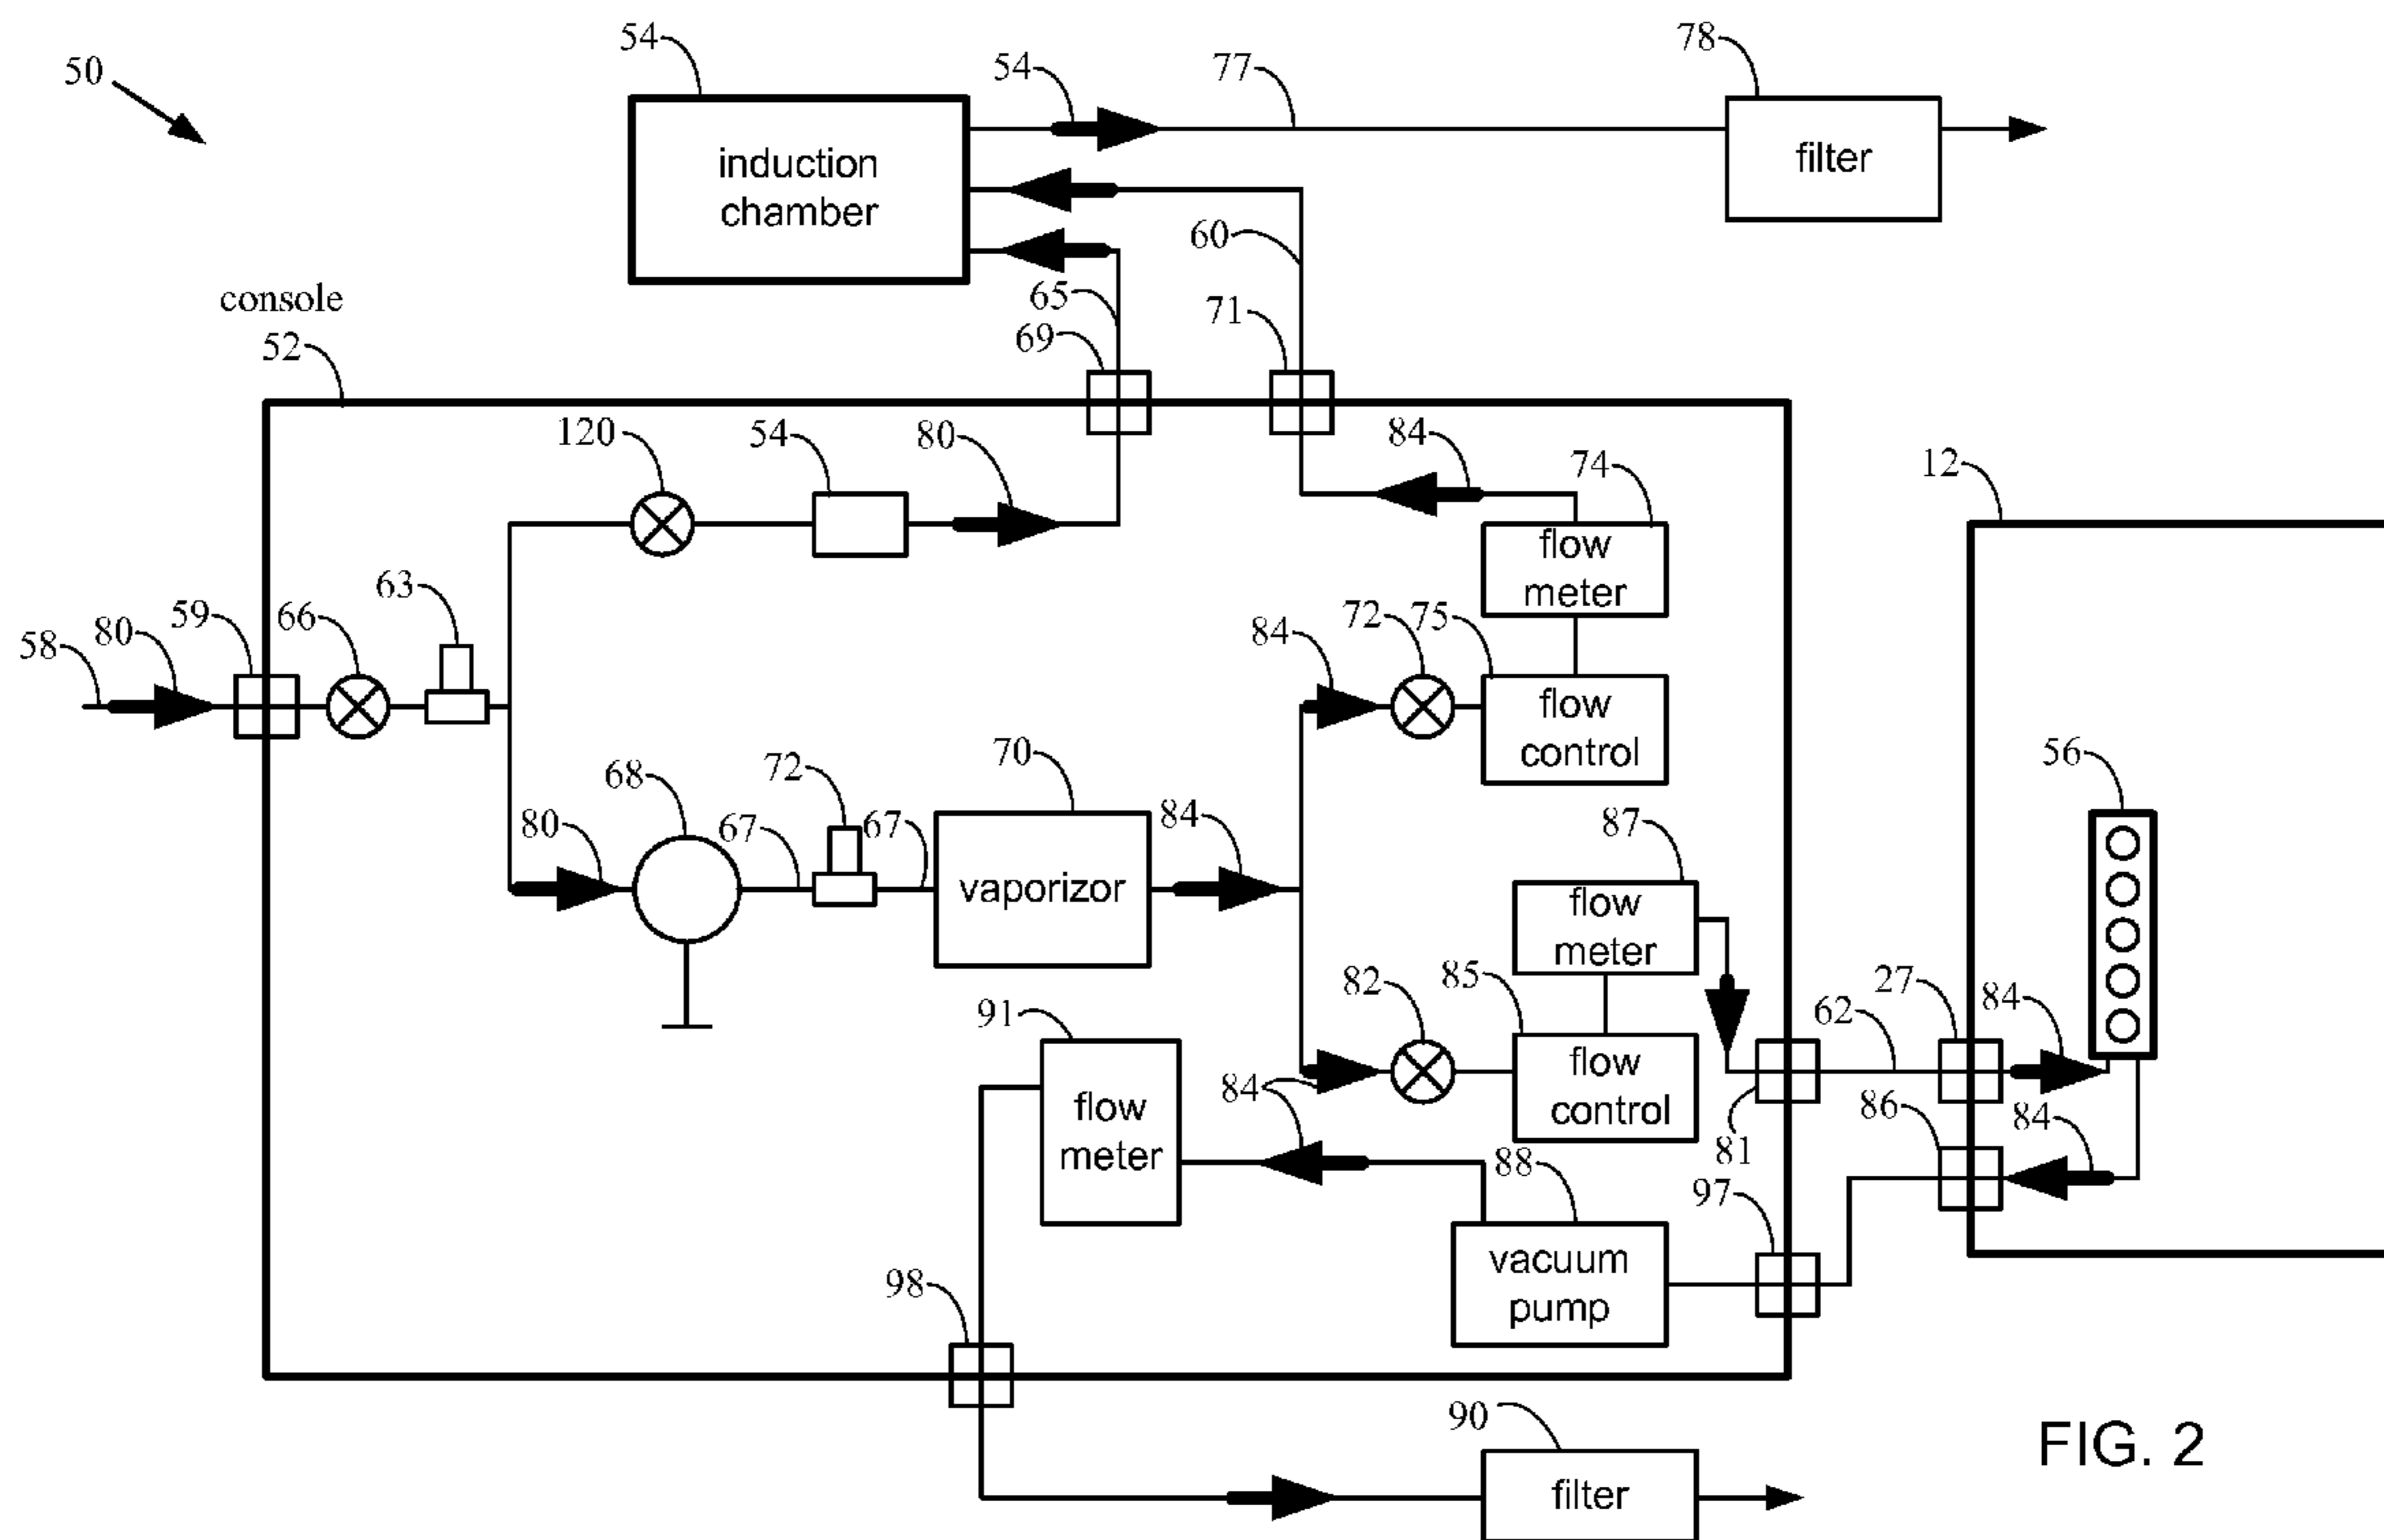 54
54
77
78
50
induction
chamber
filter
60
65
71
69
console
52
120
54
80
84
74
12
flow
meter
63
59
66
80
58
84
72
75
flow
control
70
72
68
56
80
67
67
84
87
vaporizor
flow
meter
82
85
27
84
91
62
flow
control
flow
meter
84
86
84
81
88
97
vacuum
pump
98
90
filter
FIG. 2